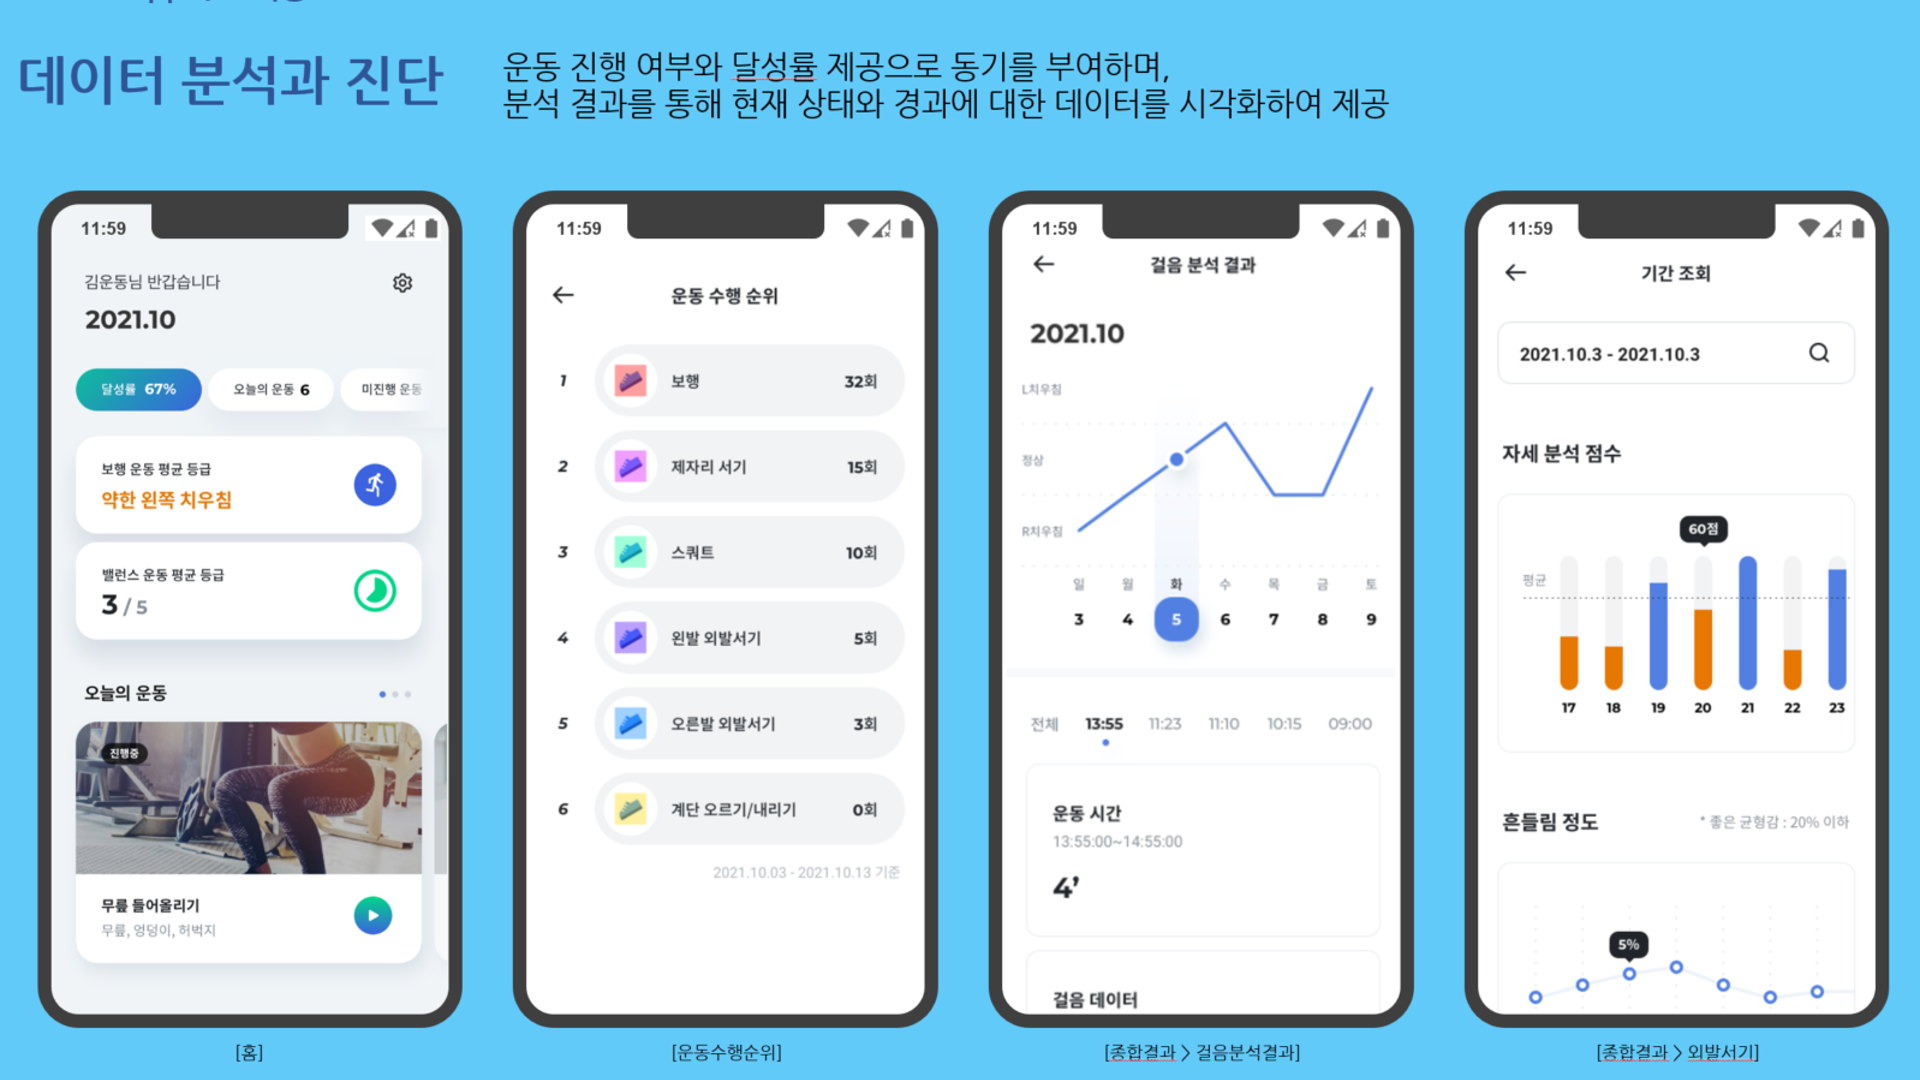 데이터 분석과 진단
운동 진행 여부와 달성률 제공으로 동기를 부여하며,
분석 결과를 통해 현재 상태와 경과에 대한 데이터를 시각화하여 제공
11:59
김운동님 반갑습니다
2021.10
달성률 67%
오늘의 운동 6
미진행 운동
보행 운동 평균 등급
약한 왼쪽 치우침
밸런스 운동 평균 등급
3 / 5
오늘의 운동
진행중
무릎 들어올리기
무릎, 엉덩이, 허벅지
[홈]
11:59
운동 수행 순위
1 보행 32회
2 제자리 서기 15회
3 스쿼트 10회
4 왼발 외발서기 5회
5 오른발 외발서기 3회
6 계단 오르기/내리기 0회
2021.10.03 - 2021.10.13 기준
[운동수행순위]
11:59
걸음 분석 결과
2021.10
L치우침
정상
R치우침
일 월 화 수 목 금 토
3 4 5 6 7 8 9
전체 13:55 11:23 11:10 10:15 09:00
운동 시간
13:55:00~14:55:00
4’
걸음 데이터
[종합결과 > 걸음분석결과]
11:59
기간 조회
2021.10.3 - 2021.10.3
자세 분석 점수
60점
평균
17 18 19 20 21 22 23
흔들림 정도
* 좋은 균형감 : 20% 이하
5%
[종합결과 > 외발서기]